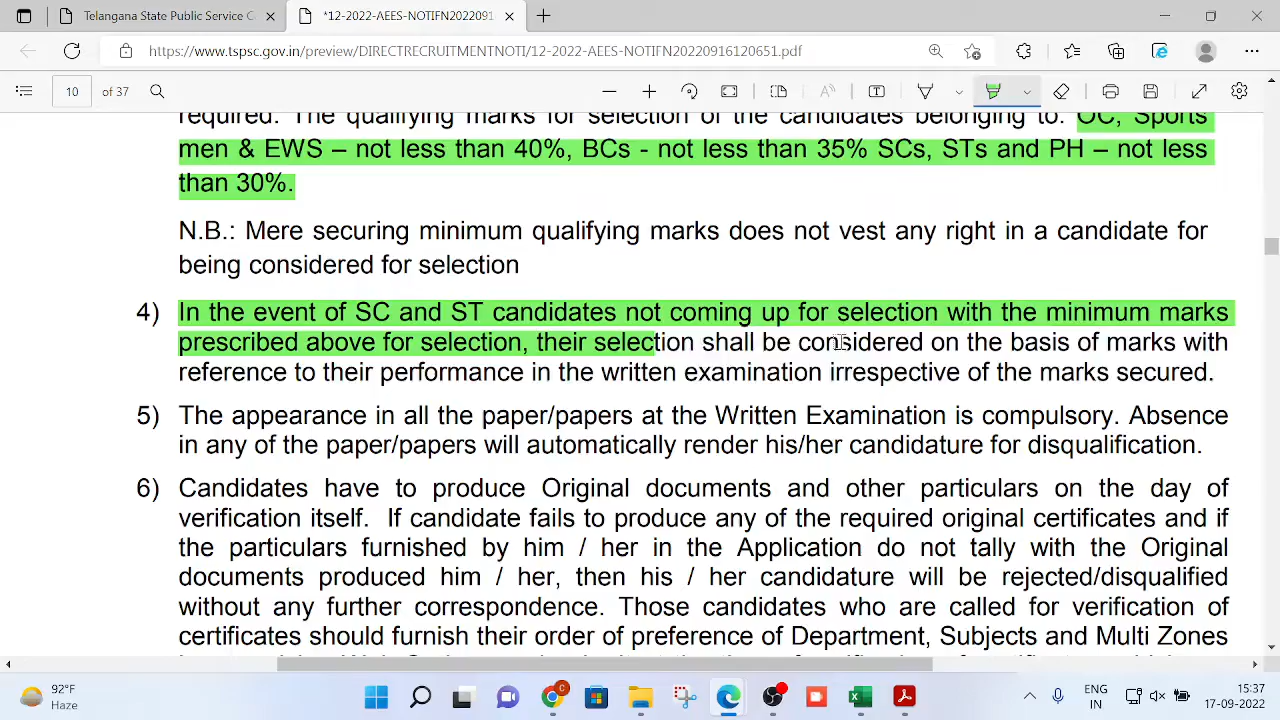 Telangana State Public Service C
*12-2022-AEES-NOTIFN2022091
https://www.tspsc.gov.in/preview/DIRECTRECRUITMENTNOTI/12-2022-AEES-NOTIFN20220916120651.pdf
10 of 37
required. The qualifying marks for selection of the candidates belonging to: OC, Sports
men & EWS – not less than 40%, BCs - not less than 35% SCs, STs and PH – not less
than 30%.
N.B.: Mere securing minimum qualifying marks does not vest any right in a candidate for
being considered for selection
4) In the event of SC and ST candidates not coming up for selection with the minimum marks
prescribed above for selection, their selection shall be considered on the basis of marks with
reference to their performance in the written examination irrespective of the marks secured.
5) The appearance in all the paper/papers at the Written Examination is compulsory. Absence
in any of the paper/papers will automatically render his/her candidature for disqualification.
6) Candidates have to produce Original documents and other particulars on the day of
verification itself. If candidate fails to produce any of the required original certificates and if
the particulars furnished by him / her in the Application do not tally with the Original
documents produced him / her, then his / her candidature will be rejected/disqualified
without any further correspondence. Those candidates who are called for verification of
certificates should furnish their order of preference of Department, Subjects and Multi Zones
92°F
Haze
ENG
IN
15:37
17-09-2022